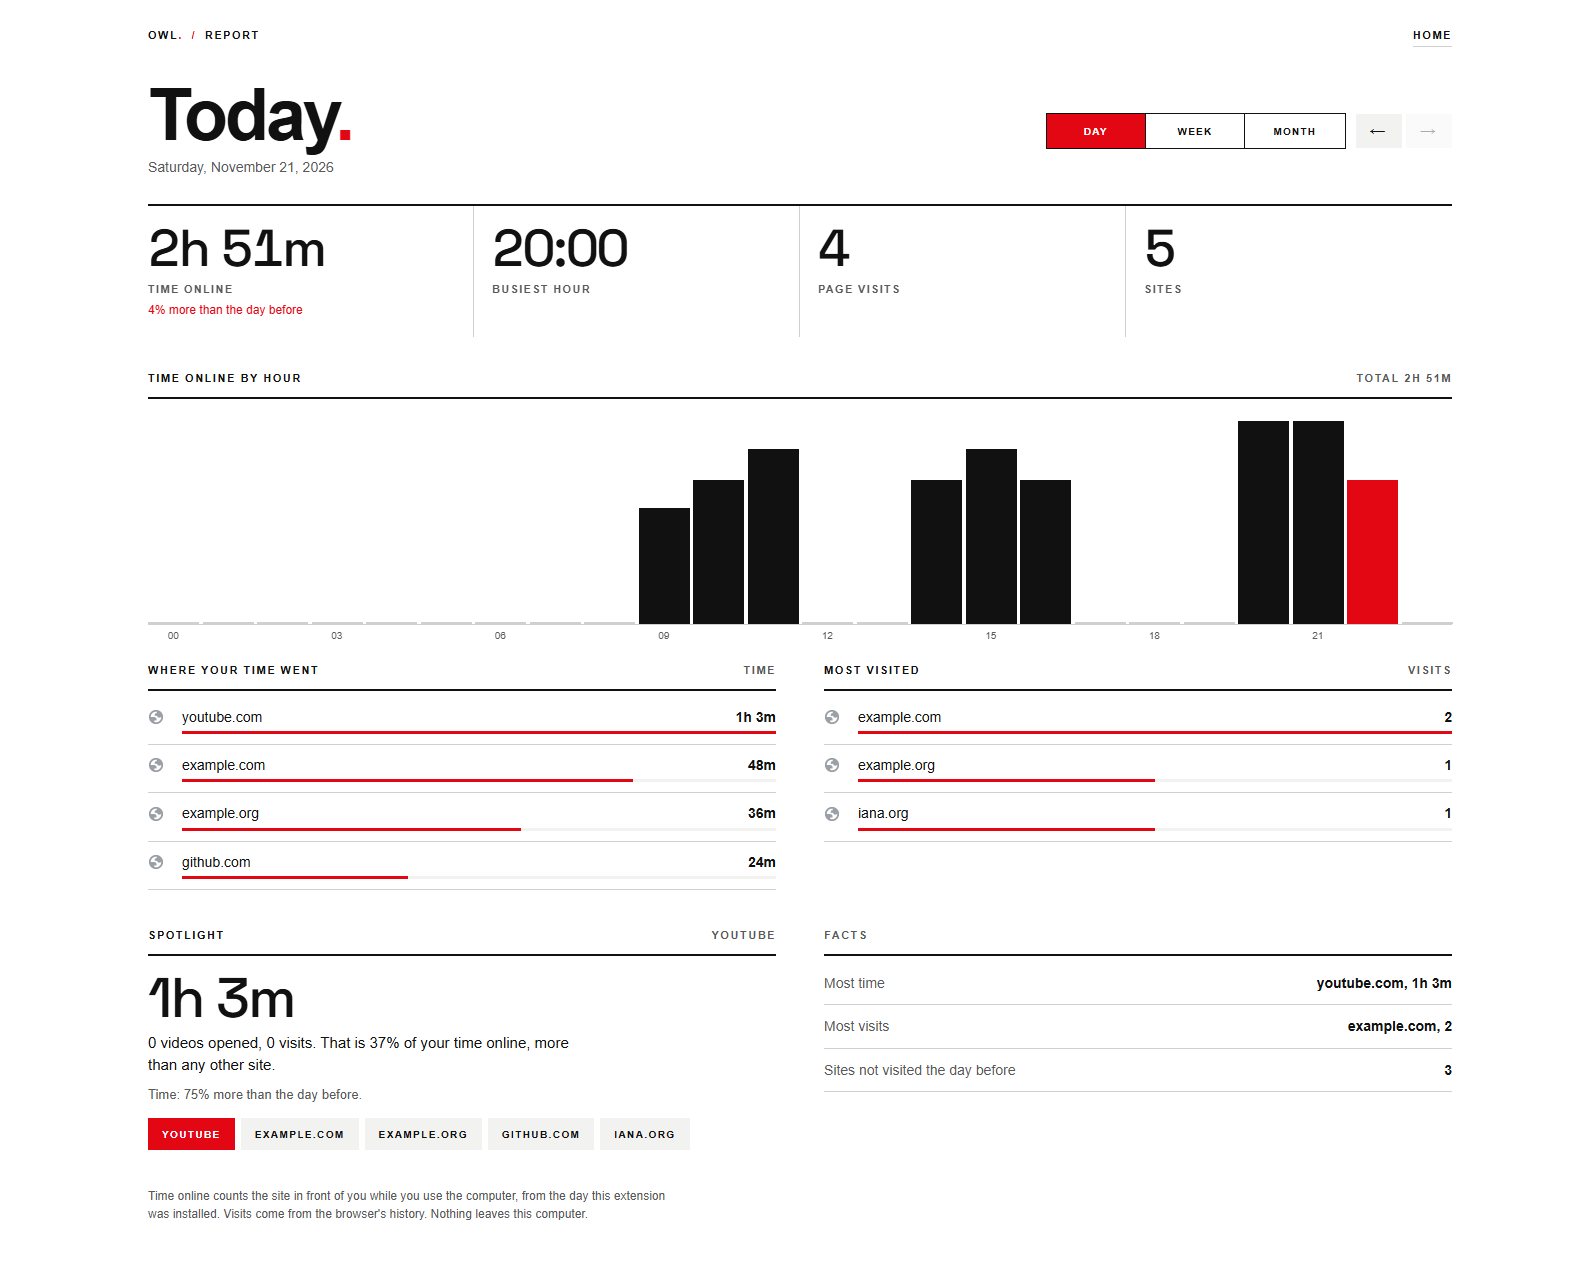 OWL. / REPORT
HOME
Today.
Saturday, November 21, 2026
DAY
WEEK
MONTH
←
→
2h 51m
TIME ONLINE
4% more than the day before
20:00
BUSIEST HOUR
4
PAGE VISITS
5
SITES
TIME ONLINE BY HOUR
TOTAL 2H 51M
00 03 06 09 12 15 18 21
WHERE YOUR TIME WENT
TIME
youtube.com 1h 3m
example.com 48m
example.org 36m
github.com 24m
MOST VISITED
VISITS
example.com 2
example.org 1
iana.org 1
SPOTLIGHT
YOUTUBE
1h 3m
0 videos opened, 0 visits. That is 37% of your time online, more
than any other site.
Time: 75% more than the day before.
YOUTUBE
EXAMPLE.COM
EXAMPLE.ORG
GITHUB.COM
IANA.ORG
FACTS
Most time youtube.com, 1h 3m
Most visits example.com, 2
Sites not visited the day before 3
Time online counts the site in front of you while you use the computer, from the day this extension
was installed. Visits come from the browser's history. Nothing leaves this computer.